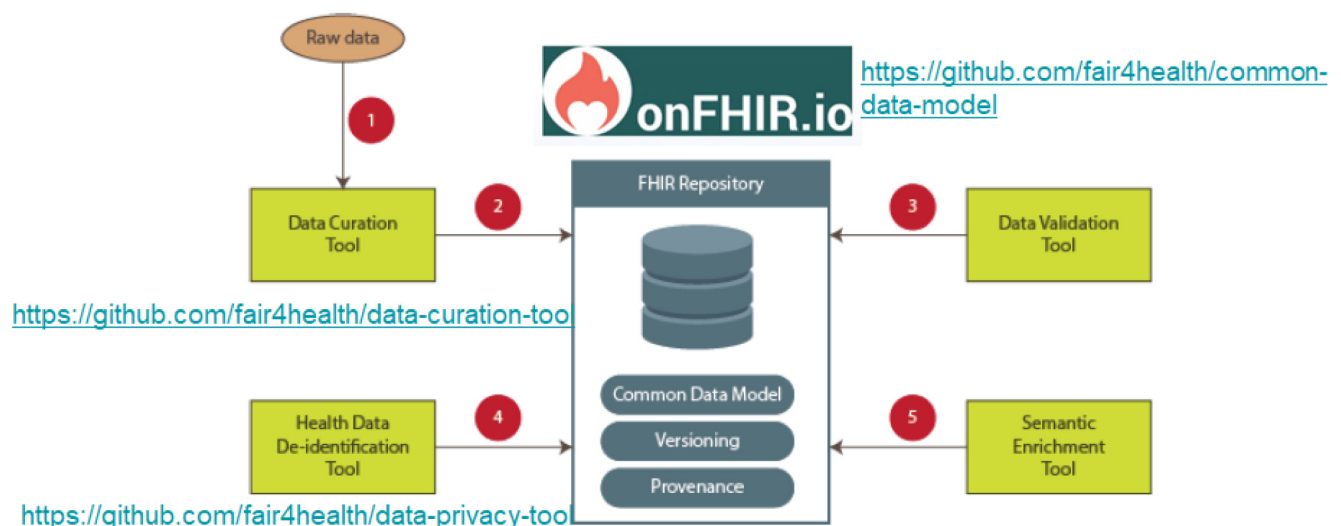 Raw data
onFHIR.io
https://github.com/fair4health/common-
data-model
1
FHIR Repository
2
3
Data Curation
Tool
Data Validation
Tool
https://github.com/fair4health/data-curation-tool
Common Data Model
4
5
Health Data
De-identification
Tool
Versioning
Semantic
Enrichment
Tool
Provenance
https://github.com/fair4health/data-privacy-tool